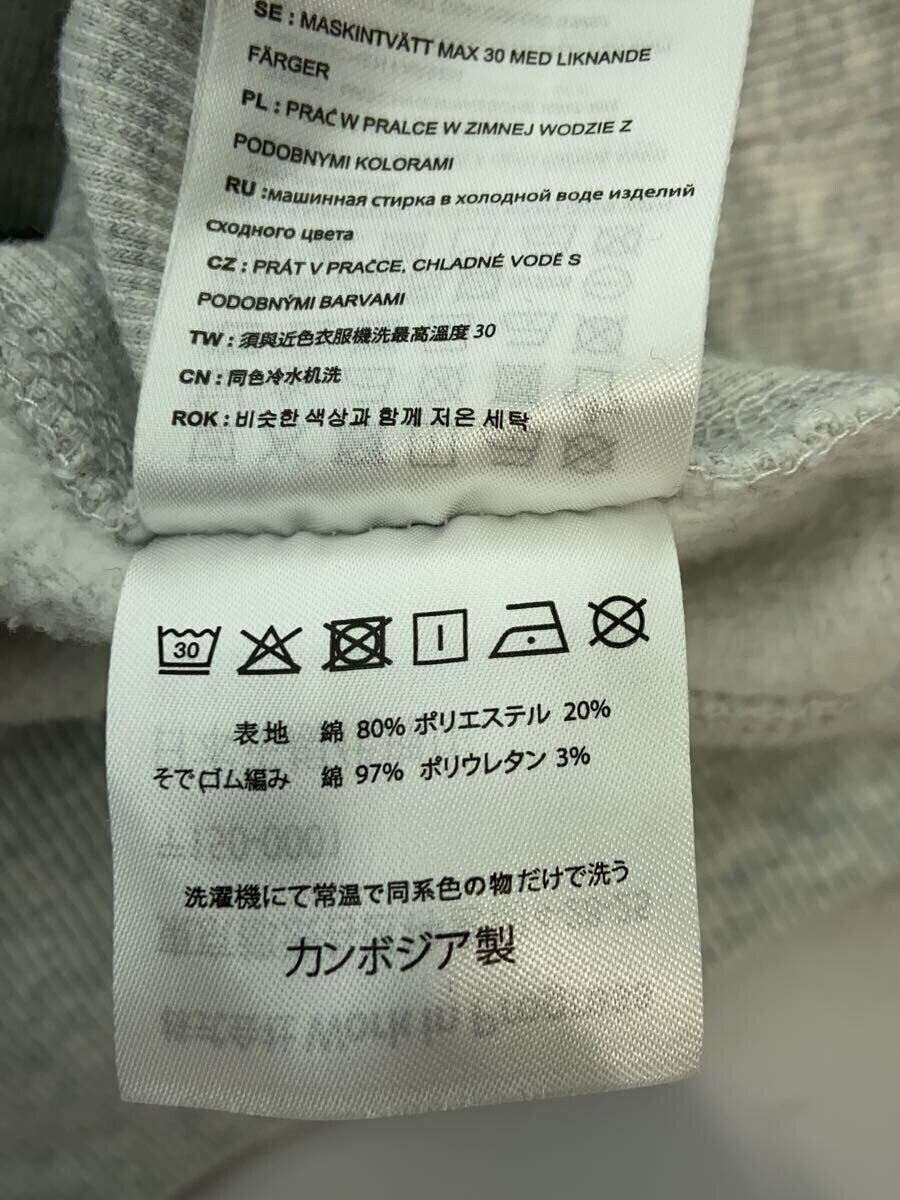 SE : MASKINTVÄTT MAX 30 MED LIKNANDE
FÄRGER
PL : PRAĆ W PRALCE W ZIMNEJ WODZIE Z
PODOBNYMI KOLORAMI
RU :машинная стирка в холодной воде изделий
сходного цвета
CZ : PRÁT V PRAČCE, CHLADNÉ VODĚ S
PODOBNÝMI BARVAMI
TW : 須與近色衣服機洗最高溫度 30
CN : 同色冷水机洗
ROK : 비슷한 색상과 함께 저온 세탁
30
表地 綿 80% ポリエステル 20%
そで口ゴム編み 綿 97% ポリウレタン 3%
洗濯機にて常温で同系色の物だけで洗う
カンボジア製